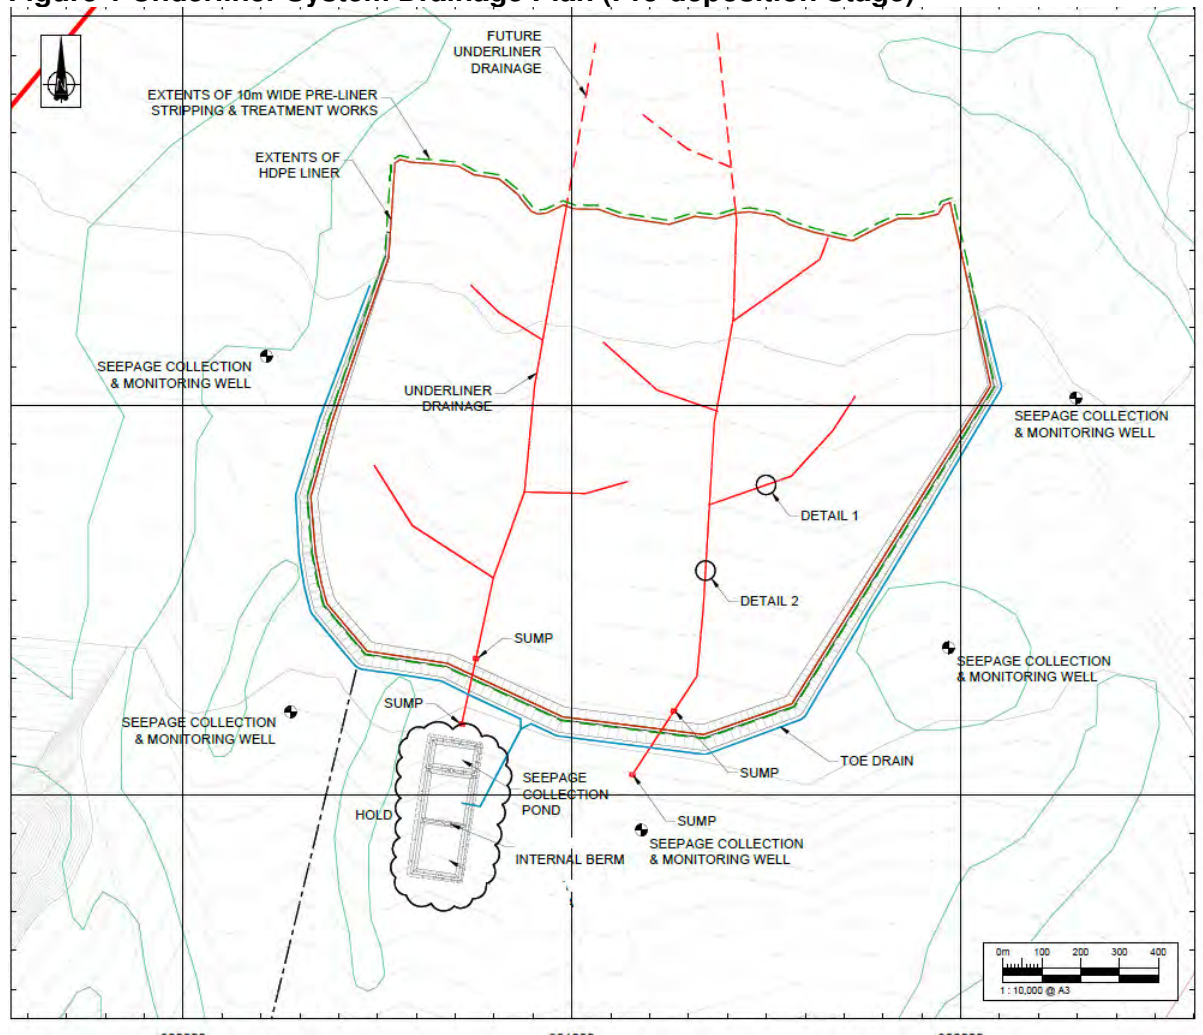 FUTURE
UNDERLINER
DRAINAGE
EXTENTS OF 10m WIDE PRE-LINER
STRIPPING & TREATMENT WORKS
EXTENTS OF
HDPE LINER
SEEPAGE COLLECTION
& MONITORING WELL
UNDERLINER
DRAINAGE
SEEPAGE COLLECTION
& MONITORING WELL
DETAIL 1
DETAIL 2
SUMP
SEEPAGE COLLECTION
& MONITORING WELL
SUMP
SEEPAGE COLLECTION
& MONITORING WELL
TOE DRAIN
SUMP
SEEPAGE
COLLECTION
POND
HOLD
SUMP
SEEPAGE COLLECTION
& MONITORING WELL
INTERNAL BERM
0m 100 200 300 400
1 : 10,000 @ A3